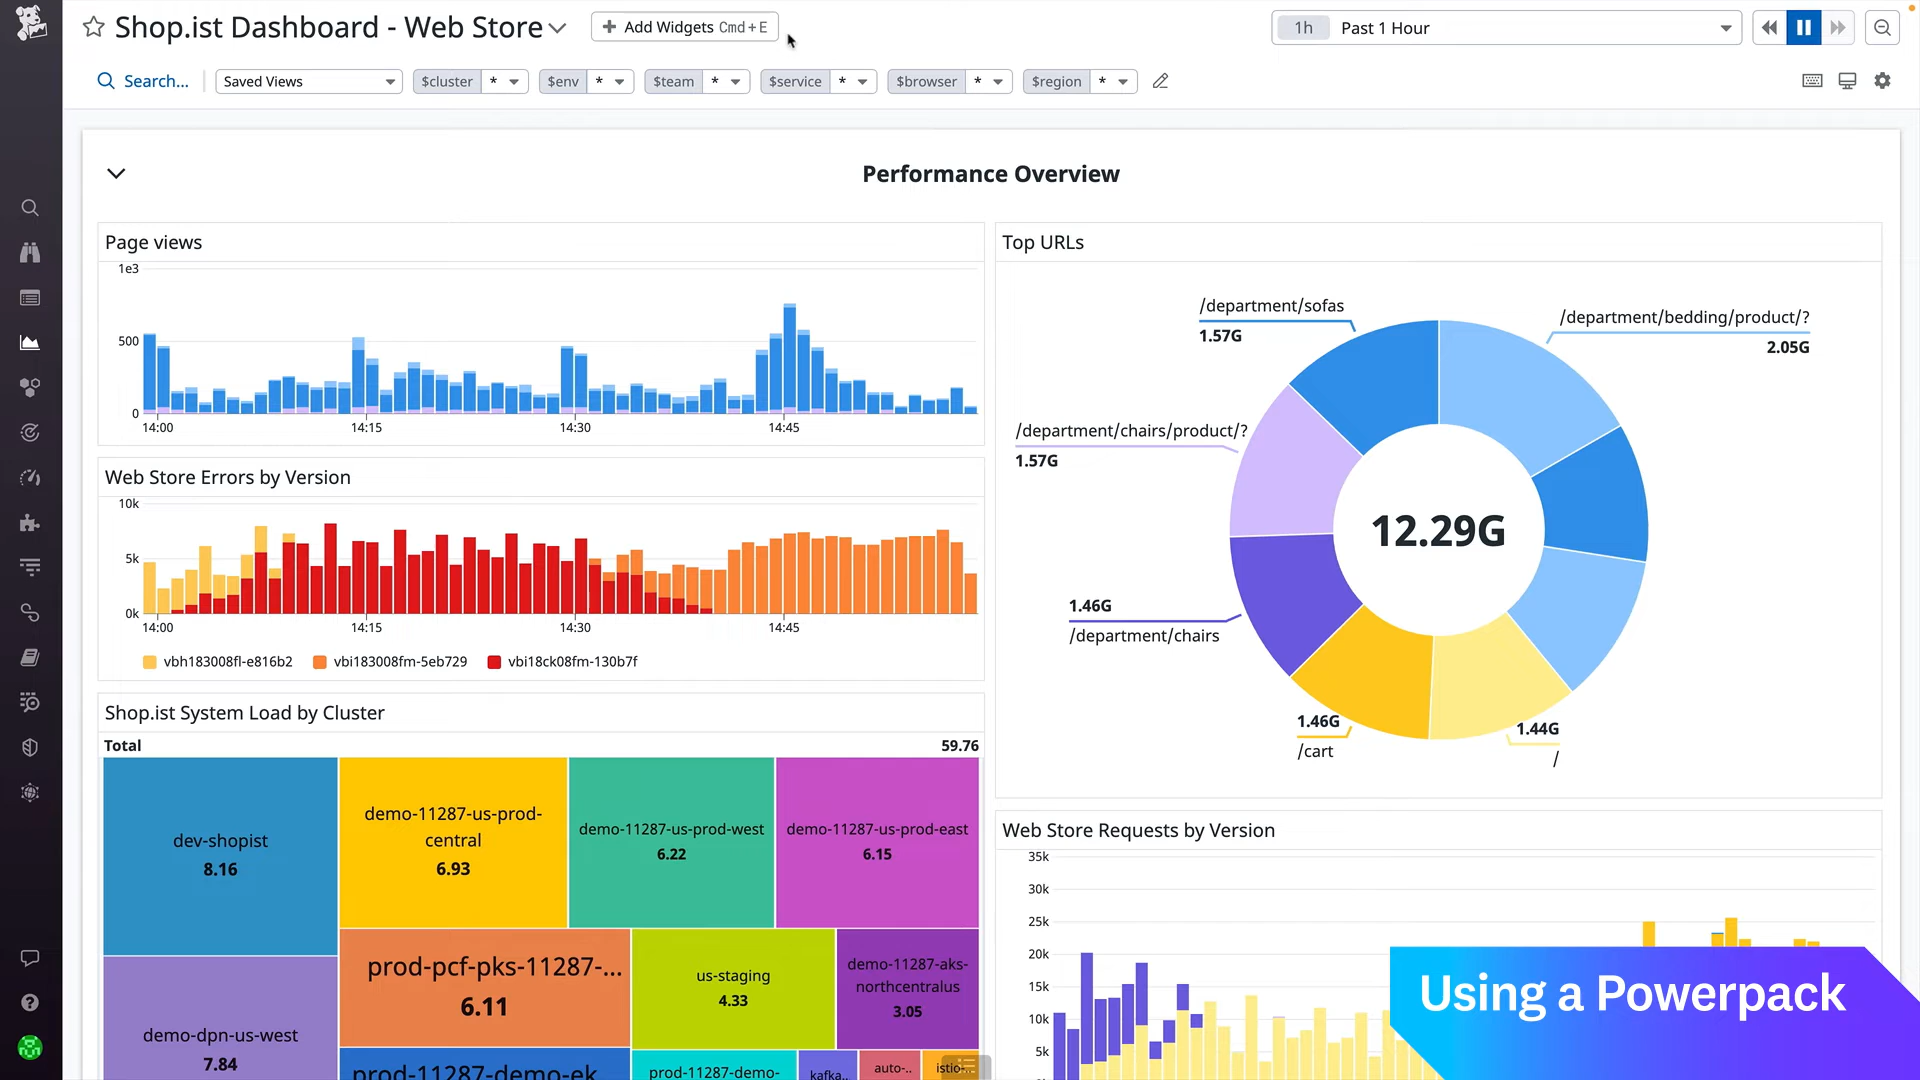 Shop.ist Dashboard - Web Store
Add Widgets Cmd+E
1h Past 1 Hour
Search...
Saved Views
$cluster *
$env *
$team *
$service *
$browser *
$region *
Performance Overview
Page views
1e3
500
0
14:00 14:15 14:30 14:45
Web Store Errors by Version
10k
5k
0k
14:00 14:15 14:30 14:45
vbh183008fl-e816b2 vbi183008fm-5eb729 vbi18ck08fm-130b7f
Shop.ist System Load by Cluster
Total 59.76
dev-shopist
8.16
demo-11287-us-prod-
central
6.93
demo-11287-us-prod-west
6.22
demo-11287-us-prod-east
6.15
demo-dpn-us-west
7.84
prod-pcf-pks-11287-...
6.11
us-staging
4.33
demo-11287-aks-
northcentralus
3.05
prod-11287-demo-ek
prod-11287-demo-
kafka..
auto-..
istio-
Top URLs
/department/sofas
1.57G
/department/bedding/product/?
2.05G
/department/chairs/product/?
1.57G
12.29G
1.46G
/department/chairs
1.46G
/cart
1.44G
/
Web Store Requests by Version
35k
30k
25k
20k
15k
10k
5k
Using a Powerpack